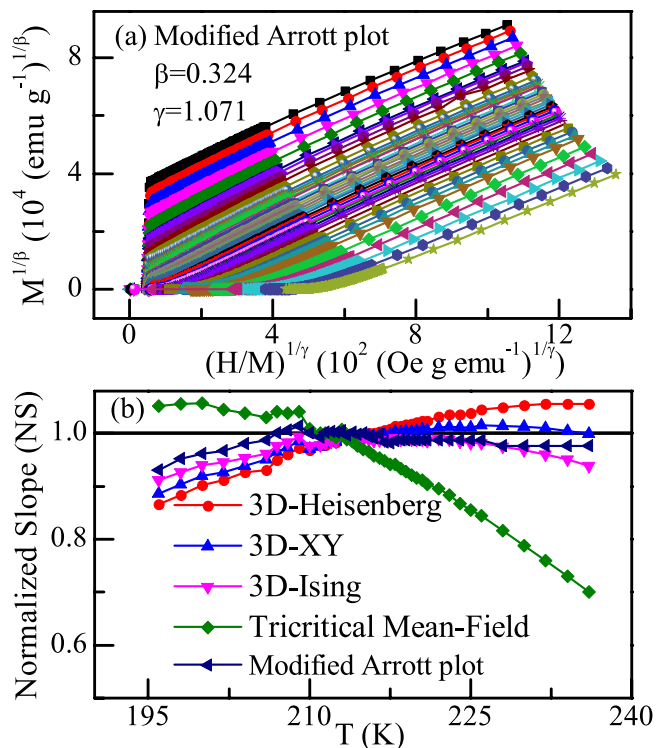 (a) Modified Arrott plot
β=0.324
γ=1.071
8
4
0
M^{1/β} (10^4 (emu g^{-1})^{1/β})
0 4 8 12
(H/M)^{1/γ} (10^2 (Oe g emu^{-1})^{1/γ})
(b)
1.0
0.8
0.6
Normalized Slope (NS)
3D-Heisenberg
3D-XY
3D-Ising
Tricritical Mean-Field
Modified Arrott plot
195 210 225 240
T (K)